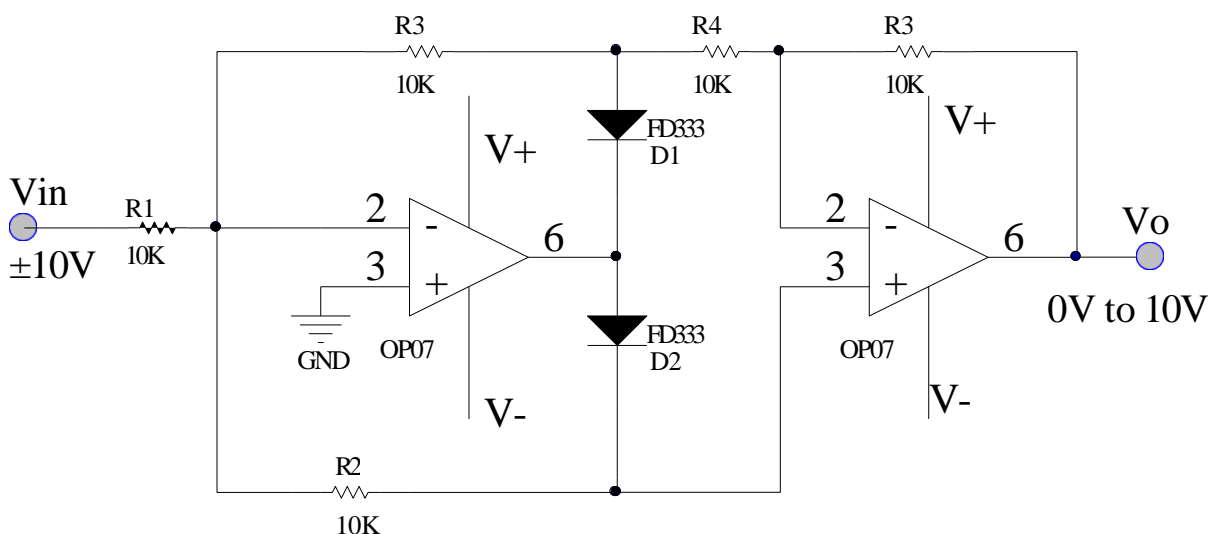 R3
R4
R3
10K
10K
10K
V+
FD333
D1
V+
Vin
R1
±10V
10K
2
-
3
+
6
GND
OP07
V-
FD333
D2
2
-
3
+
6
OP07
V-
Vo
0V to 10V
R2
10K